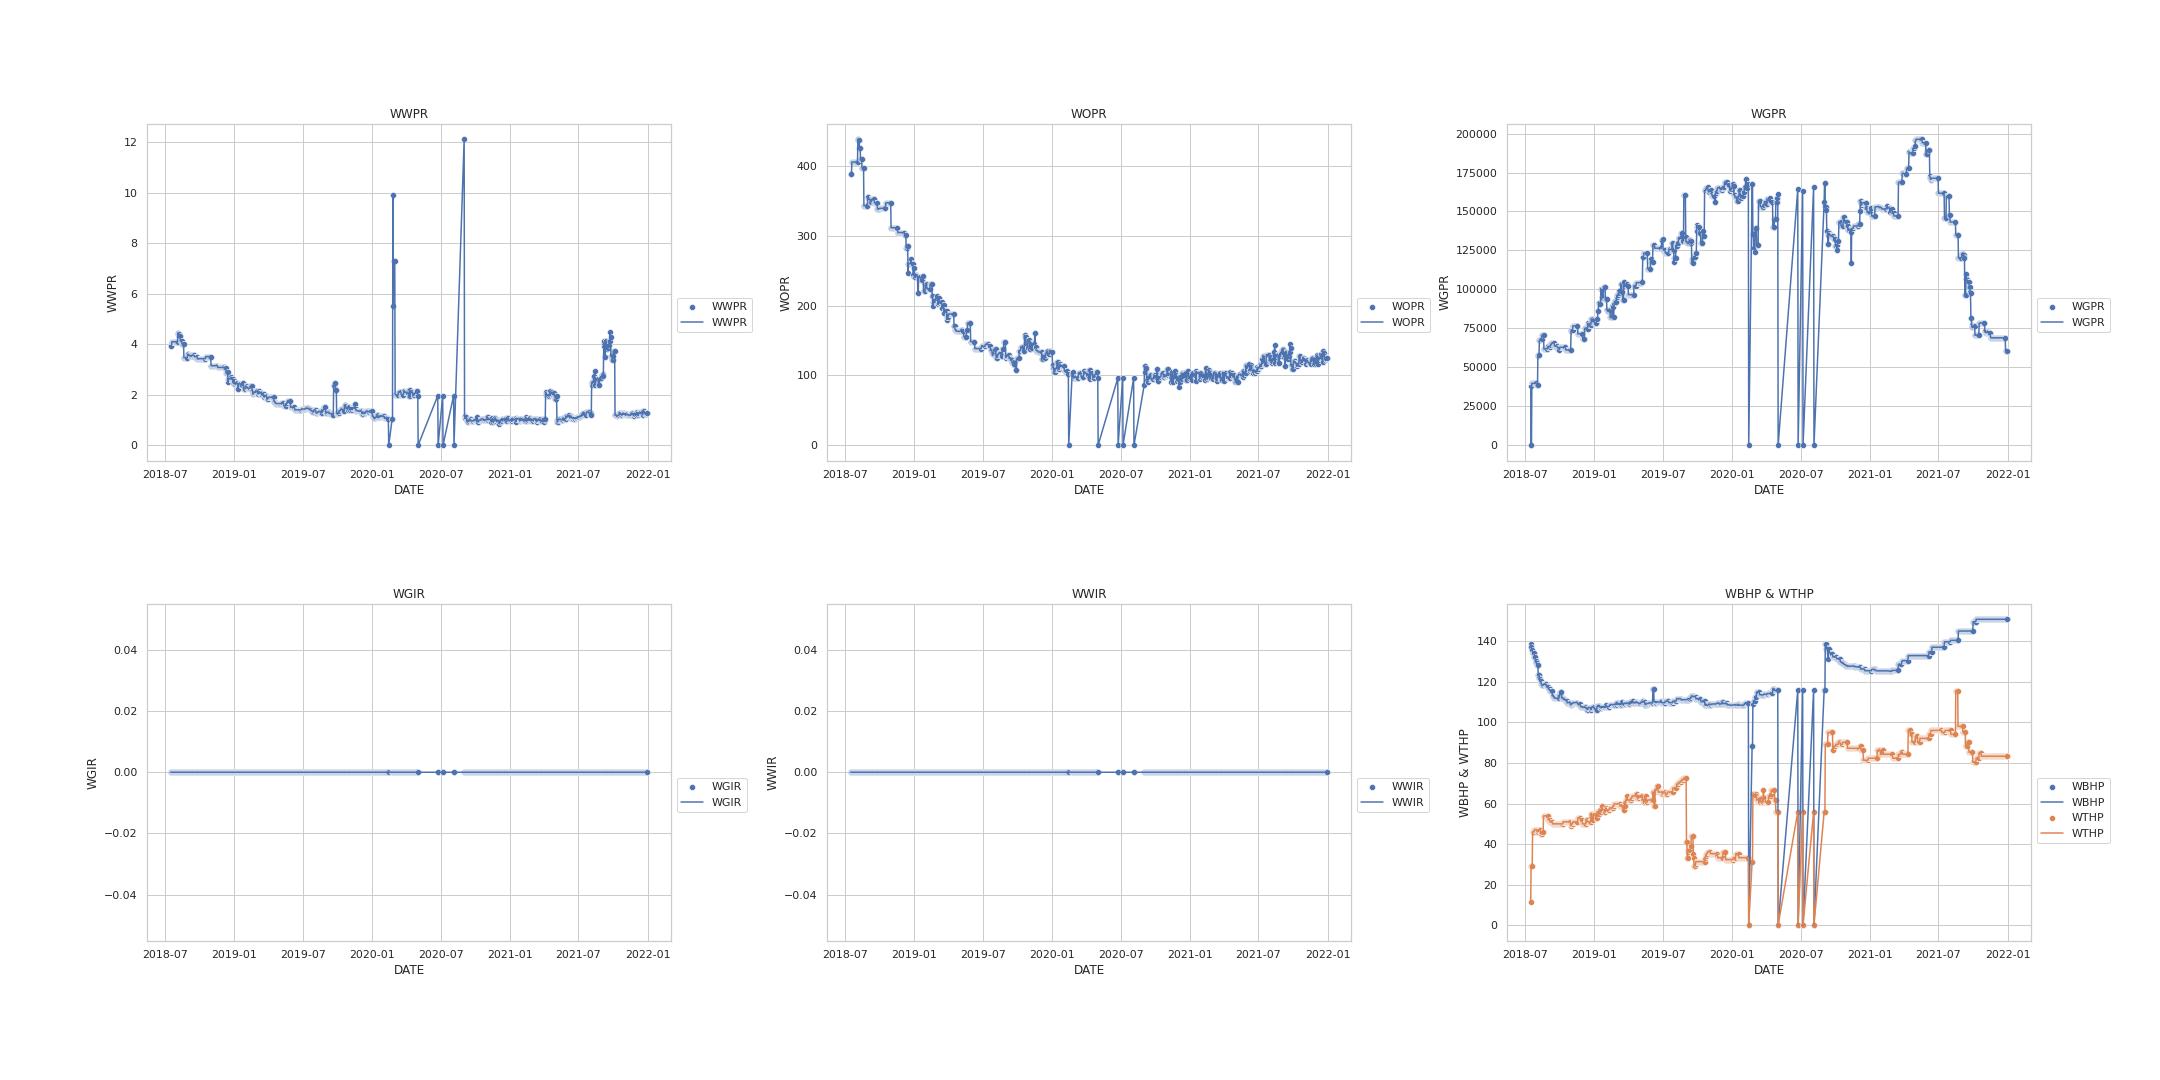 WWPR
WWPR
12
10
8
6
4
2
0
2018-07 2019-01 2019-07 2020-01 2020-07 2021-01 2021-07 2022-01
DATE
WWPR
WWPR
WOPR
WOPR
400
300
200
100
0
2018-07 2019-01 2019-07 2020-01 2020-07 2021-01 2021-07 2022-01
DATE
WOPR
WOPR
WGPR
WGPR
200000
175000
150000
125000
100000
75000
50000
25000
0
2018-07 2019-01 2019-07 2020-01 2020-07 2021-01 2021-07 2022-01
DATE
WGPR
WGPR
WGIR
WGIR
0.04
0.02
0.00
−0.02
−0.04
2018-07 2019-01 2019-07 2020-01 2020-07 2021-01 2021-07 2022-01
DATE
WGIR
WGIR
WWIR
WWIR
0.04
0.02
0.00
−0.02
−0.04
2018-07 2019-01 2019-07 2020-01 2020-07 2021-01 2021-07 2022-01
DATE
WWIR
WWIR
WBHP & WTHP
WBHP & WTHP
140
120
100
80
60
40
20
0
2018-07 2019-01 2019-07 2020-01 2020-07 2021-01 2021-07 2022-01
DATE
WBHP
WBHP
WTHP
WTHP